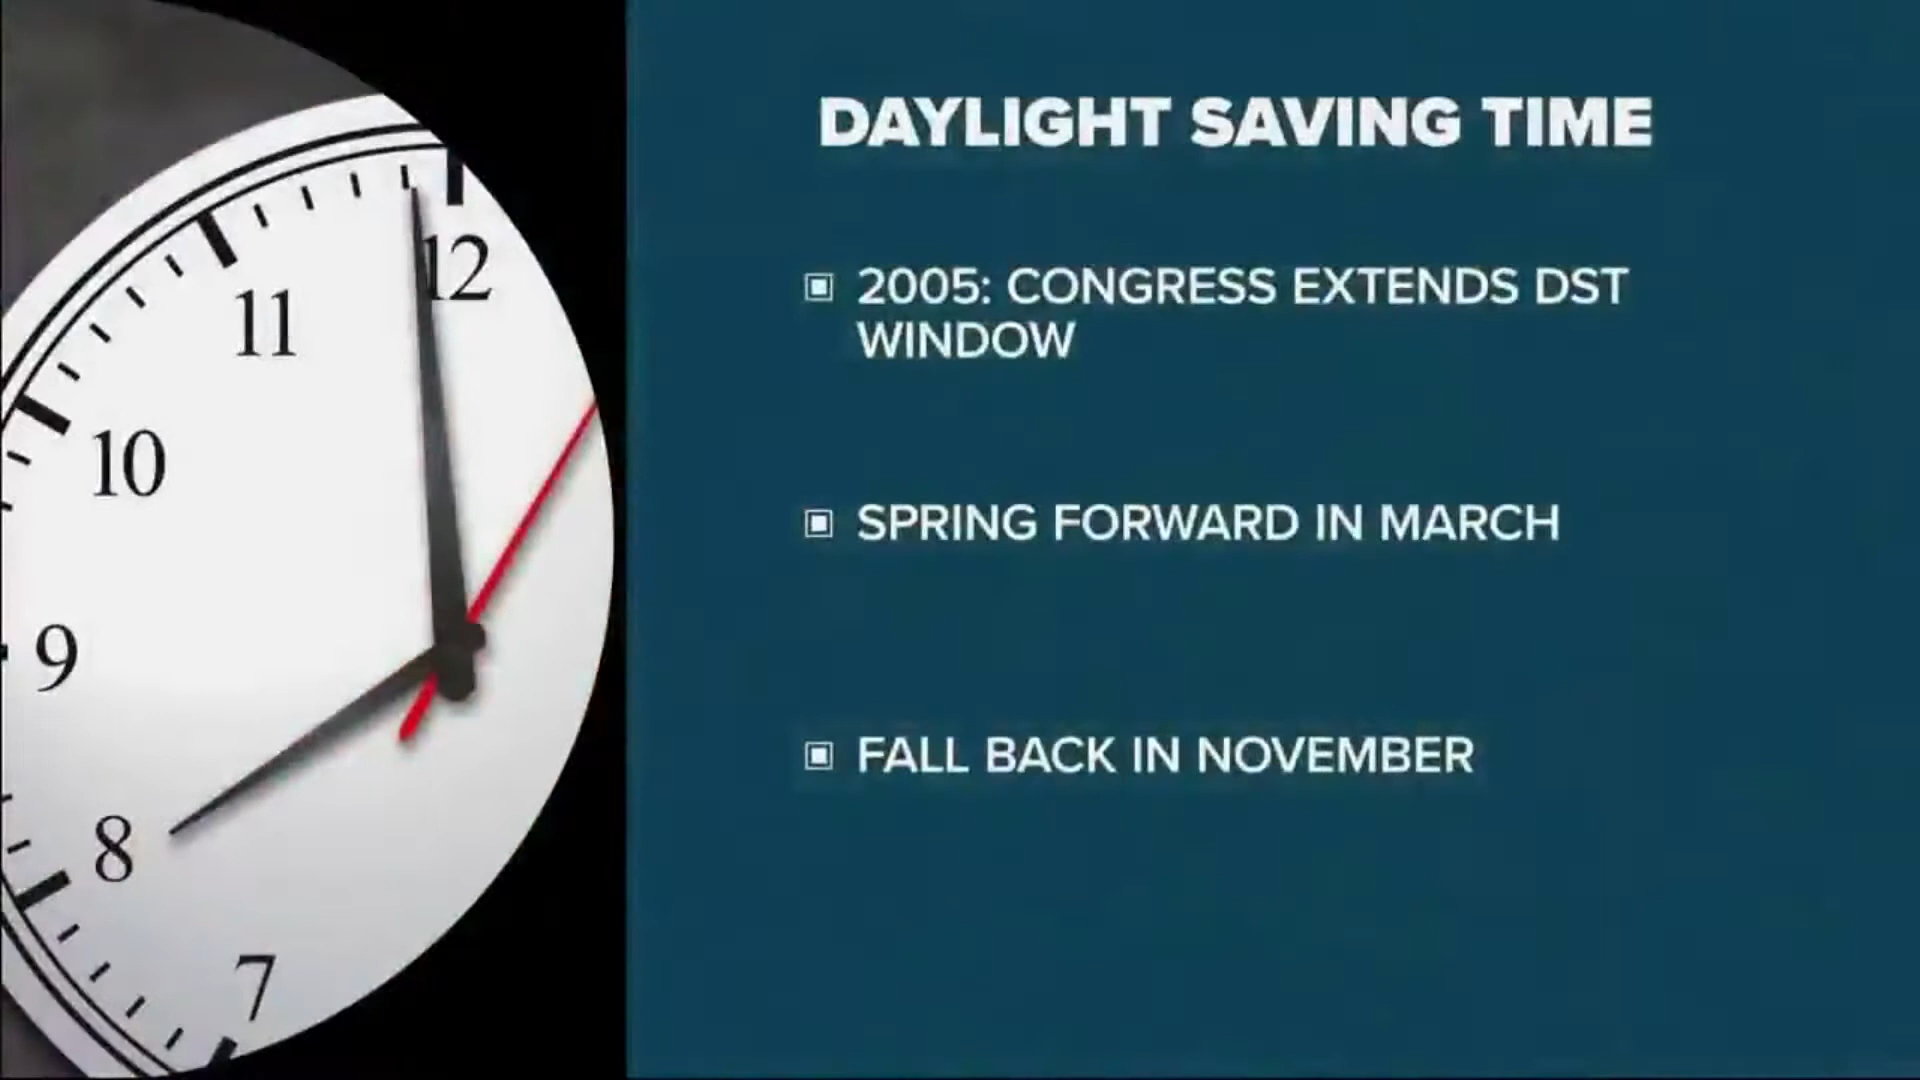 DAYLIGHT SAVING TIME
2005: CONGRESS EXTENDS DST
WINDOW
SPRING FORWARD IN MARCH
FALL BACK IN NOVEMBER
12
11
10
9
8
7